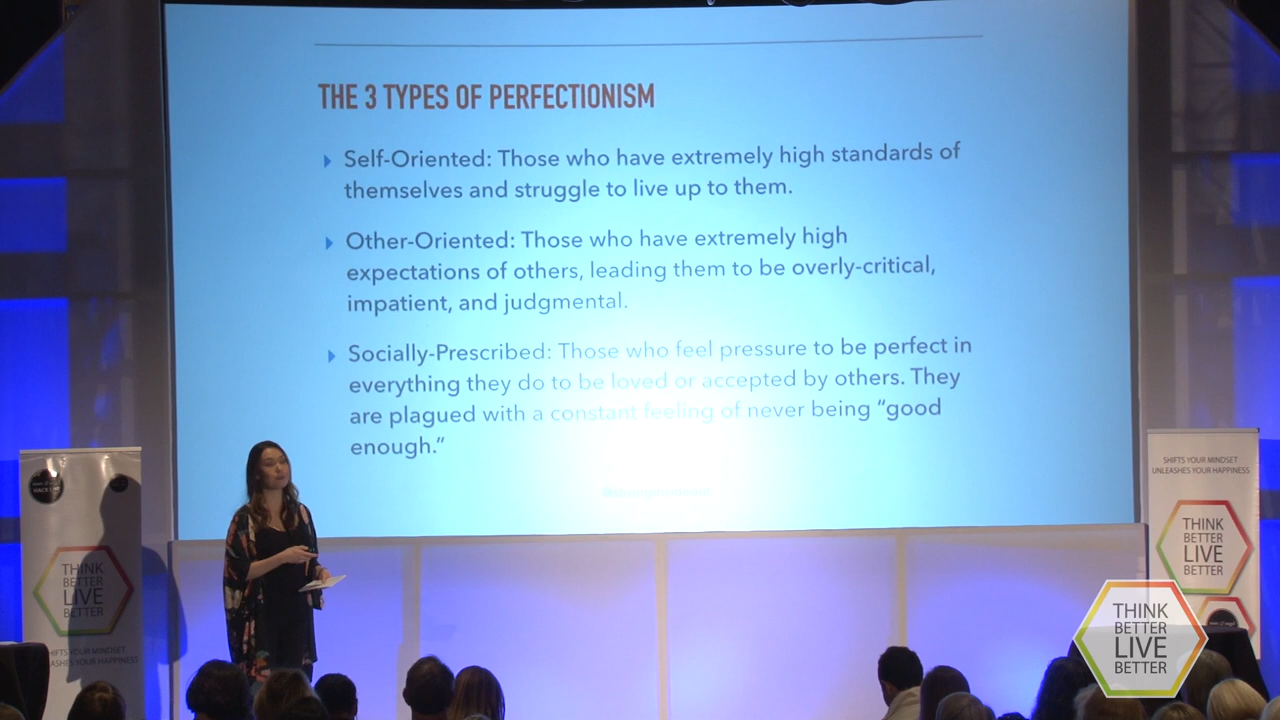 THE 3 TYPES OF PERFECTIONISM
Self-Oriented: Those who have extremely high standards of
themselves and struggle to live up to them.
Other-Oriented: Those who have extremely high
expectations of others, leading them to be overly-critical,
impatient, and judgmental.
Socially-Prescribed: Those who feel pressure to be perfect in
everything they do to be loved or accepted by others. They
are plagued with a constant feeling of never being “good
enough.”
THINK
BETTER
LIVE
BETTER
SHIFTS YOUR MINDSET
UNLEASHES YOUR HAPPINESS
THINK
BETTER
LIVE
BETTER
THINK
BETTER
LIVE
BETTER